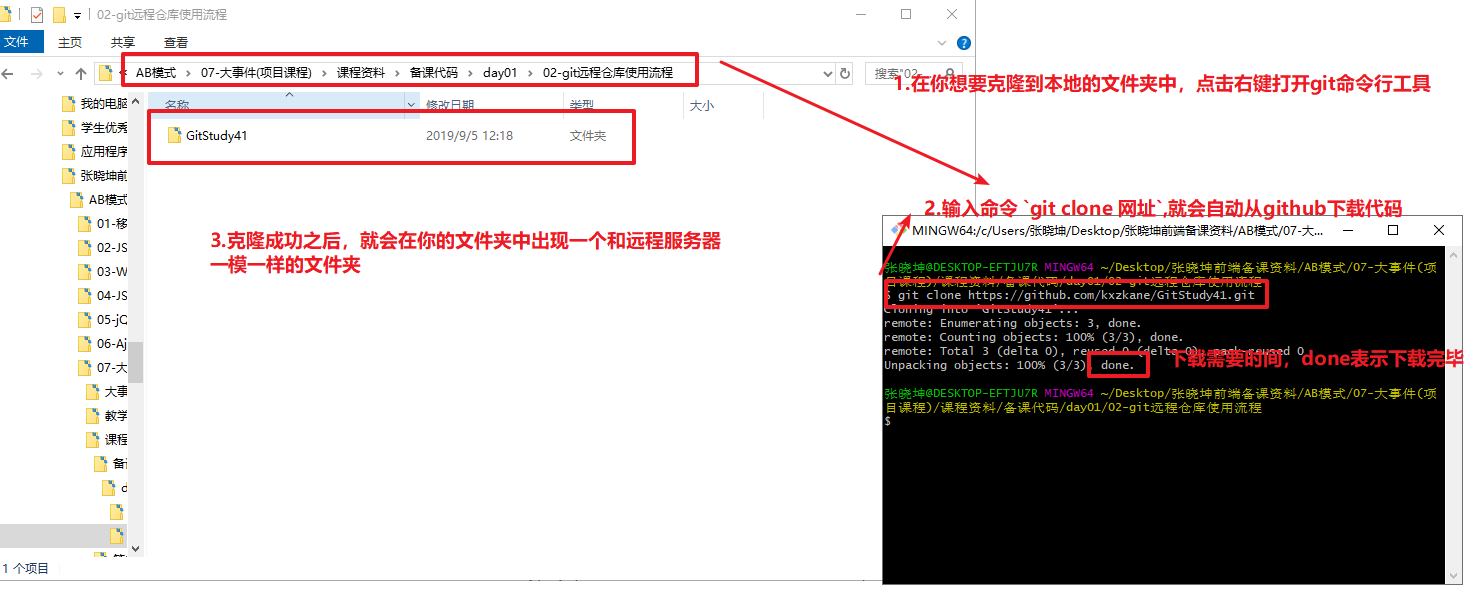 02-git远程仓库使用流程
文件 主页 共享 查看
AB模式 › 07-大事件(项目课程) › 课程资料 › 备课代码 › day01 › 02-git远程仓库使用流程
搜索"02-
1.在你想要克隆到本地的文件夹中，点击右键打开git命令行工具
名称 修改日期 类型 大小
GitStudy41 2019/9/5 12:18 文件夹
我的电脑
学生优秀
应用程序
张晓坤前
AB模式
01-移
02-JS
03-W
04-JS
05-jQ
06-Aj
07-大
大事
教学
课程
备
d
1 个项目
3.克隆成功之后，就会在你的文件夹中出现一个和远程服务器
一模一样的文件夹
2.输入命令 `git clone 网址`,就会自动从github下载代码
MINGW64:/c/Users/张晓坤/Desktop/张晓坤前端备课资料/AB模式/07-大...
张晓坤@DESKTOP-EFTJU7R MINGW64 ~/Desktop/张晓坤前端备课资料/AB模式/07-大事件(项
目课程)/课程资料/备课代码/day01/02-git远程仓库使用流程
$ git clone https://github.com/kxzkane/GitStudy41.git
Cloning into 'GitStudy41'...
remote: Enumerating objects: 3, done.
remote: Counting objects: 100% (3/3), done.
remote: Total 3 (delta 0), reused 0 (delta 0), pack-reused 0
Unpacking objects: 100% (3/3), done.
下载需要时间，done表示下载完毕
张晓坤@DESKTOP-EFTJU7R MINGW64 ~/Desktop/张晓坤前端备课资料/AB模式/07-大事件(项
目课程)/课程资料/备课代码/day01/02-git远程仓库使用流程
$